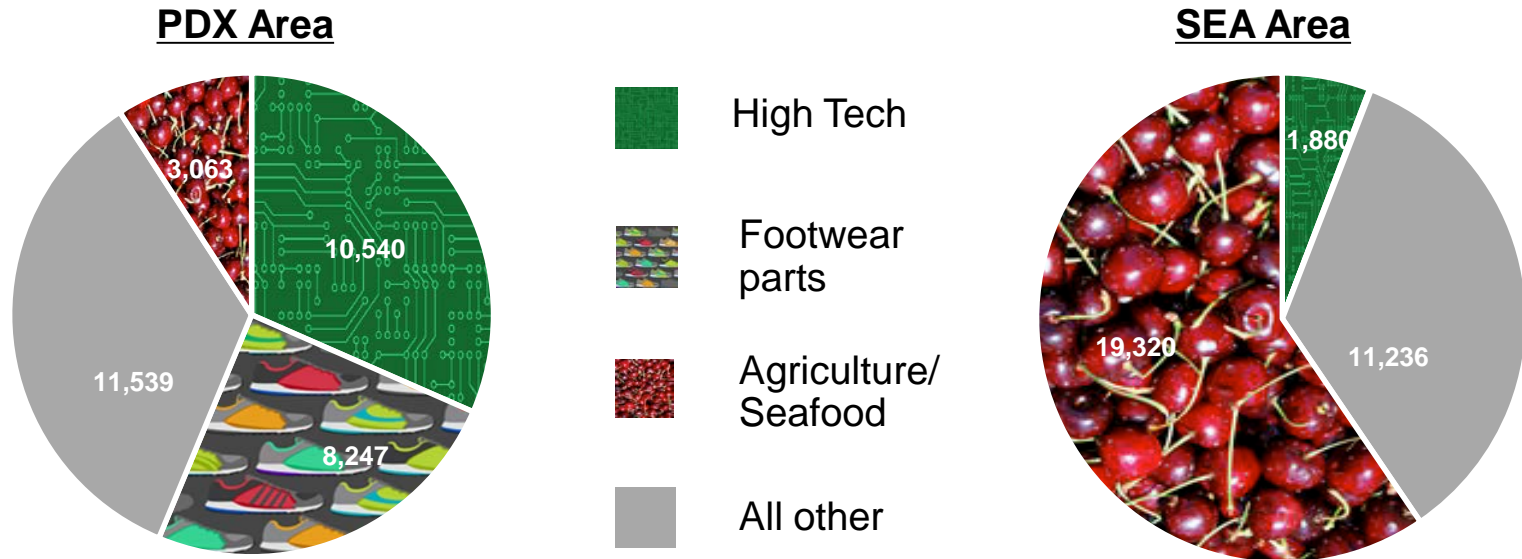 PDX Area
SEA Area
3,063
10,540
11,539
8,247
High Tech
Footwear
parts
Agriculture/
Seafood
All other
1,880
19,320
11,236